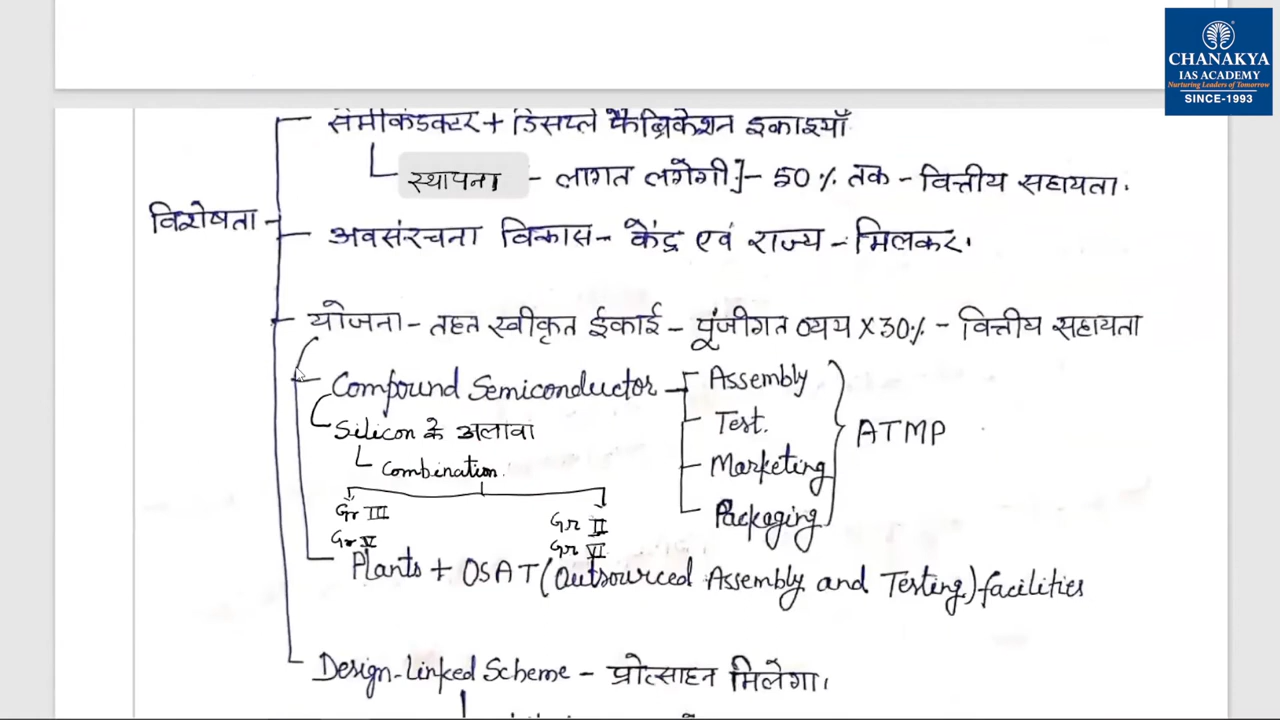 CHANAKYA
IAS ACADEMY
Nurturing Leaders of Tomorrow
SINCE-1993
सेमीकंडक्टर + डिसप्ले फैब्रिकेशन इकाइयाँ
स्थापना - लागत लगेगी] - 50% तक - वित्तीय सहायता.
विशेषता
अवसंरचना विकास - केंद्र एवं राज्य - मिलकर.
योजना - तहत स्वीकृत ईकाई - पूंजीगत व्यय X 30% - वित्तीय सहायता
Compound Semiconductor
Assembly
Test.
Marketing
Packaging
ATMP
Silicon के अलावा
Combination.
Gr III
Gr V
Gr II
Gr VI
Plants + OSAT (Outsourced Assembly and Testing) facilities
Design-Linked Scheme - प्रोत्साहन मिलेगा.